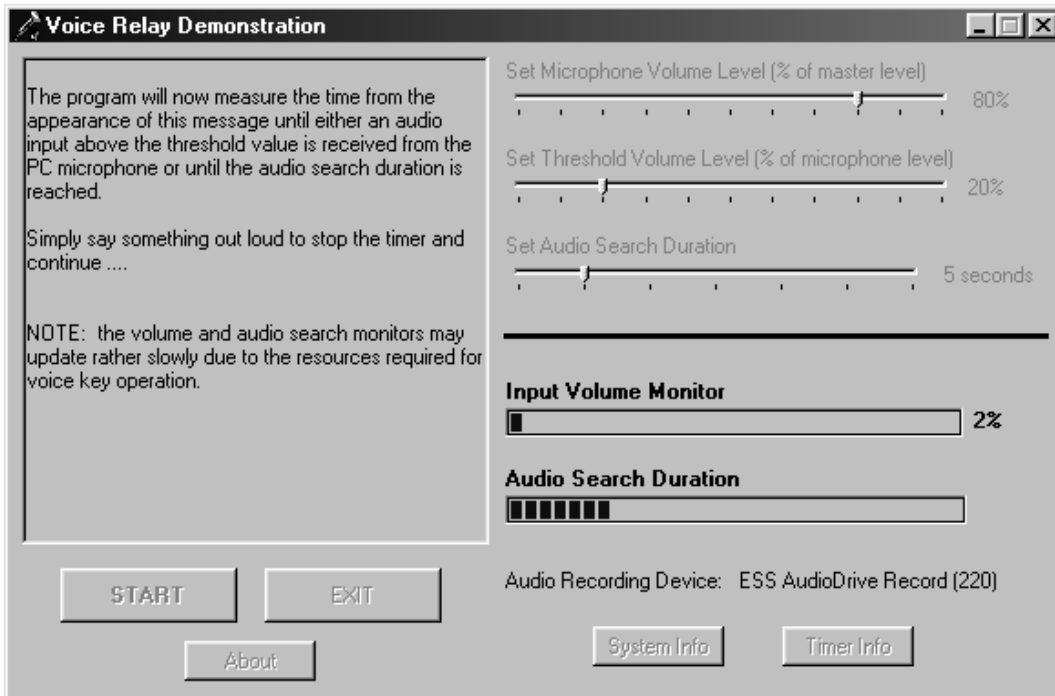 Voice Relay Demonstration
The program will now measure the time from the
appearance of this message until either an audio
input above the threshold value is received from the
PC microphone or until the audio search duration is
reached.
Simply say something out loud to stop the timer and
continue ....
NOTE:  the volume and audio search monitors may
update rather slowly due to the resources required for
voice key operation.
START
EXIT
About
Set Microphone Volume Level (% of master level)
80%
Set Threshold Volume Level (% of microphone level)
20%
Set Audio Search Duration
5 seconds
Input Volume Monitor
2%
Audio Search Duration
Audio Recording Device:   ESS AudioDrive Record (220)
System Info
Timer Info